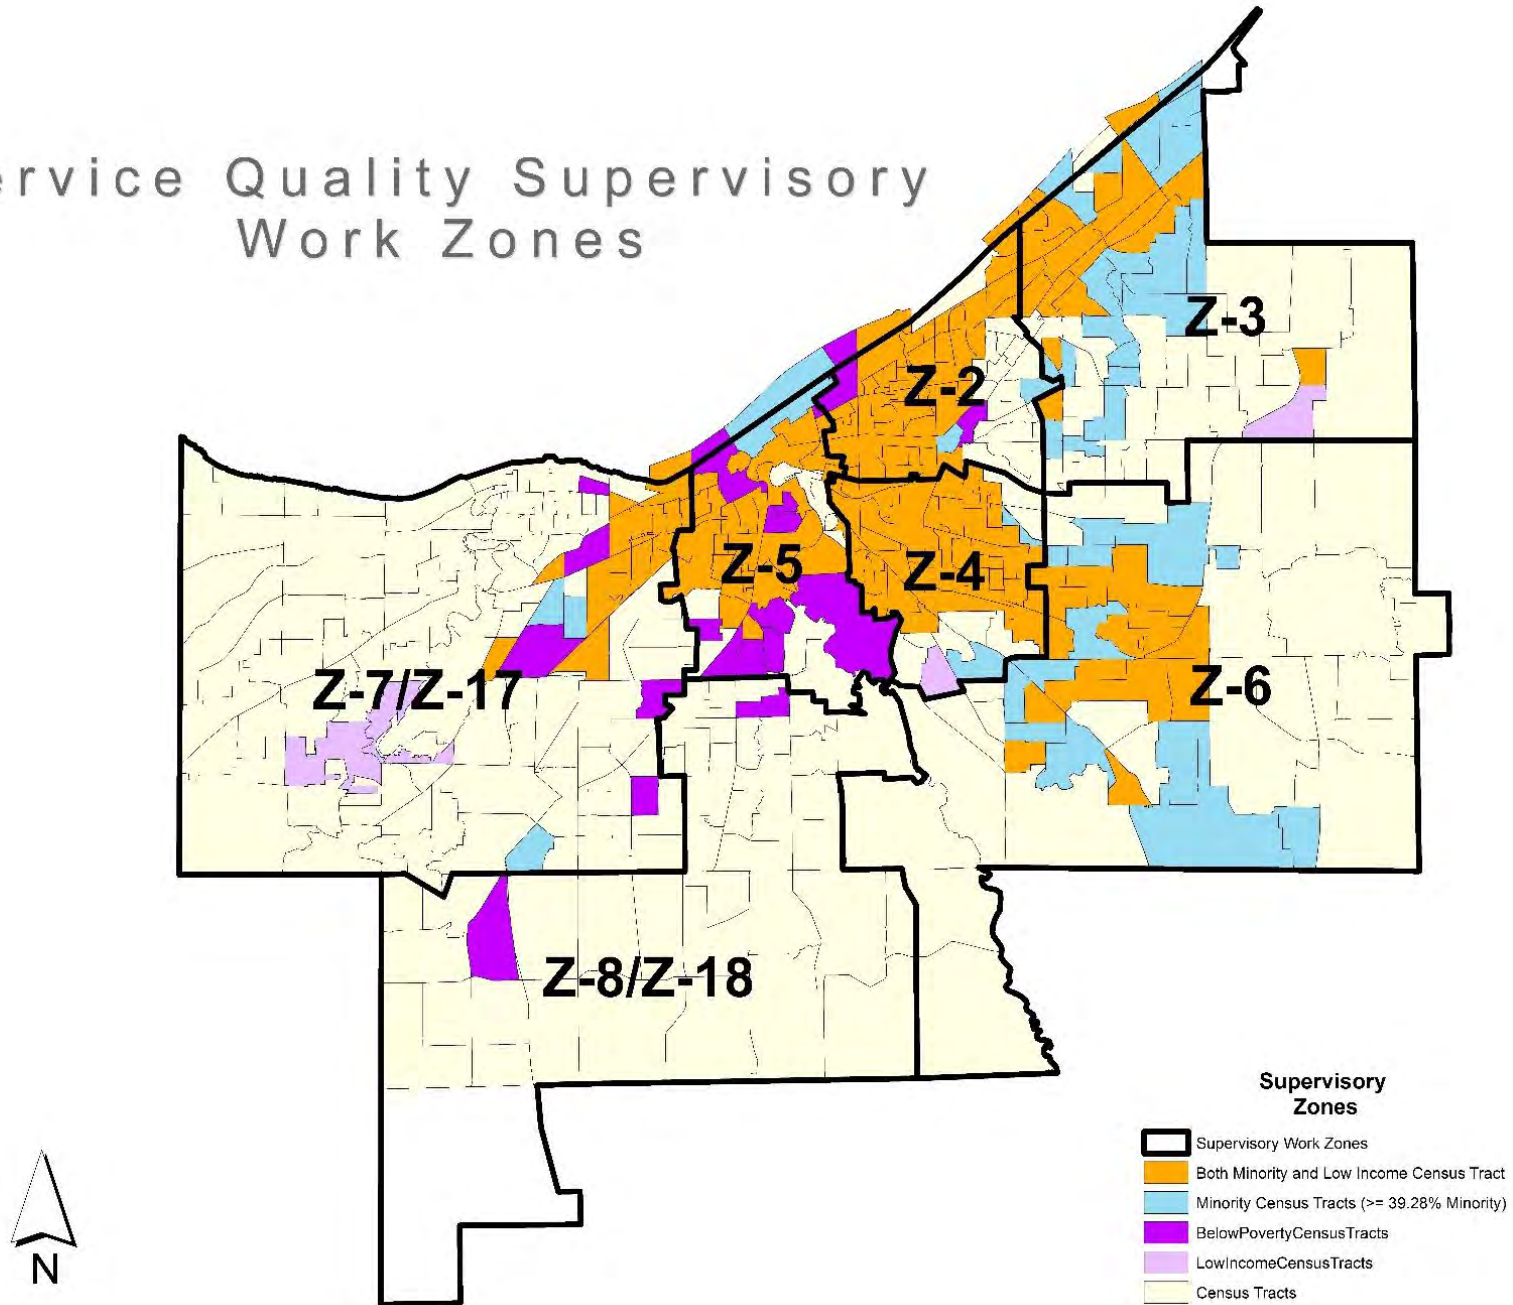 ervice Quality Supervisory
Work Zones
Z-3
Z-2
Z-5
Z-4
Z-7/Z-17
Z-6
Z-8/Z-18
N
Supervisory
Zones
Supervisory Work Zones
Both Minority and Low Income Census Tract
Minority Census Tracts (>= 39.28% Minority)
BelowPovertyCensusTracts
LowIncomeCensusTracts
Census Tracts